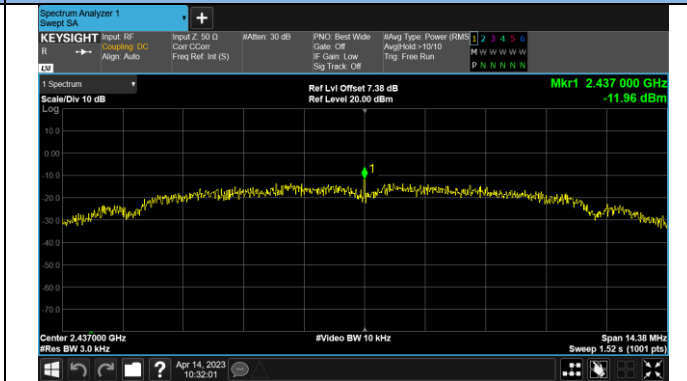 Spectrum Analyzer 1
Swept SA
KEYSIGHT
R
LXI
Input: RF
Coupling: DC
Align: Auto
Input Z: 50 Ω
Corr CCorr
Freq Ref: Int (S)
#Atten: 30 dB
PNO: Best Wide
Gate: Off
IF Gain: Low
Sig Track: Off
#Avg Type: Power (RMS
Avg|Hold:>10/10
Trig: Free Run
1 2 3 4 5 6
M W W W W W
P N N N N N
1 Spectrum
Scale/Div 10 dB
Log
Ref Lvl Offset 7.38 dB
Ref Level 20.00 dBm
Mkr1 2.437 000 GHz
-11.96 dBm
10.0
0.00
-10.0
-20.0
-30.0
-40.0
-50.0
-60.0
-70.0
1
Center 2.437000 GHz
#Res BW 3.0 kHz
#Video BW 10 kHz
Span 14.38 MHz
Sweep 1.52 s (1001 pts)
?
Apr 14, 2023
10:32:01